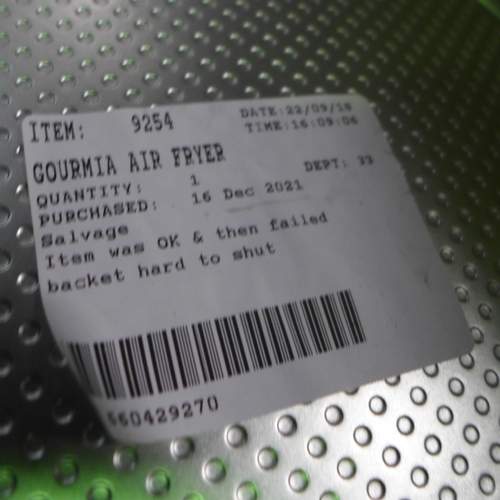 ITEM: 9254 DATE:22/09/18
TIME:16:09:06
GOURMIA AIR FRYER
DEPT: 33
QUANTITY: 1
PURCHASED: 16 Dec 2021
Salvage
Item was OK & then failed
backet hard to shut
660429270